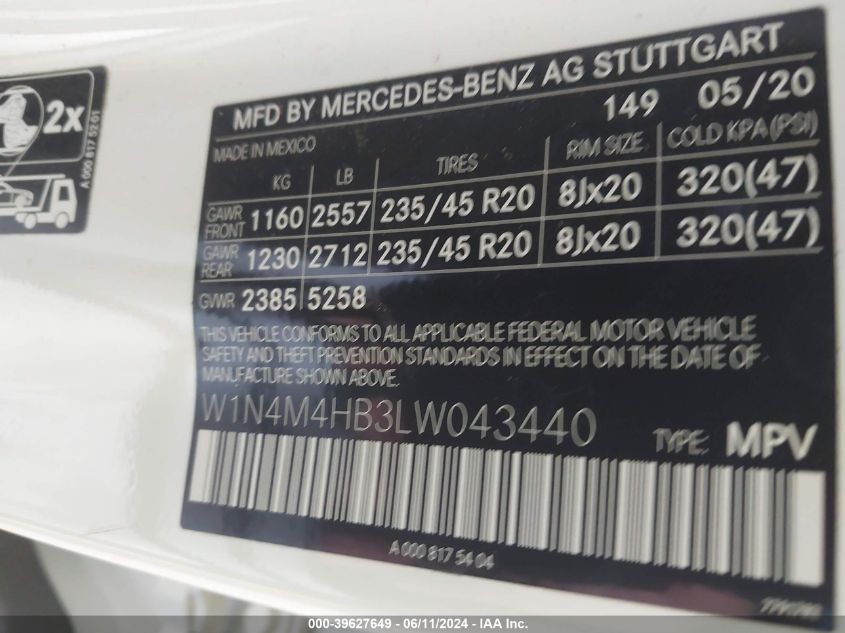 2x
A 000 817 52 01
MFD BY MERCEDES-BENZ AG STUTTGART
149 05/20
MADE IN MEXICO
KG LB TIRES RIM SIZE COLD KPA (PSI)
GAWR FRONT 1160 2557 235/45 R20 8Jx20 320(47)
GAWR REAR 1230 2712 235/45 R20 8Jx20 320(47)
GVWR 2385 5258
THIS VEHICLE CONFORMS TO ALL APPLICABLE FEDERAL MOTOR VEHICLE
SAFETY AND THEFT PREVENTION STANDARDS IN EFFECT ON THE DATE OF
MANUFACTURE SHOWN ABOVE.
W1N4M4HB3LW043440 TYPE: MPV
A 000 817 54 04
000-39627649 - 06/11/2024 - IAA Inc.